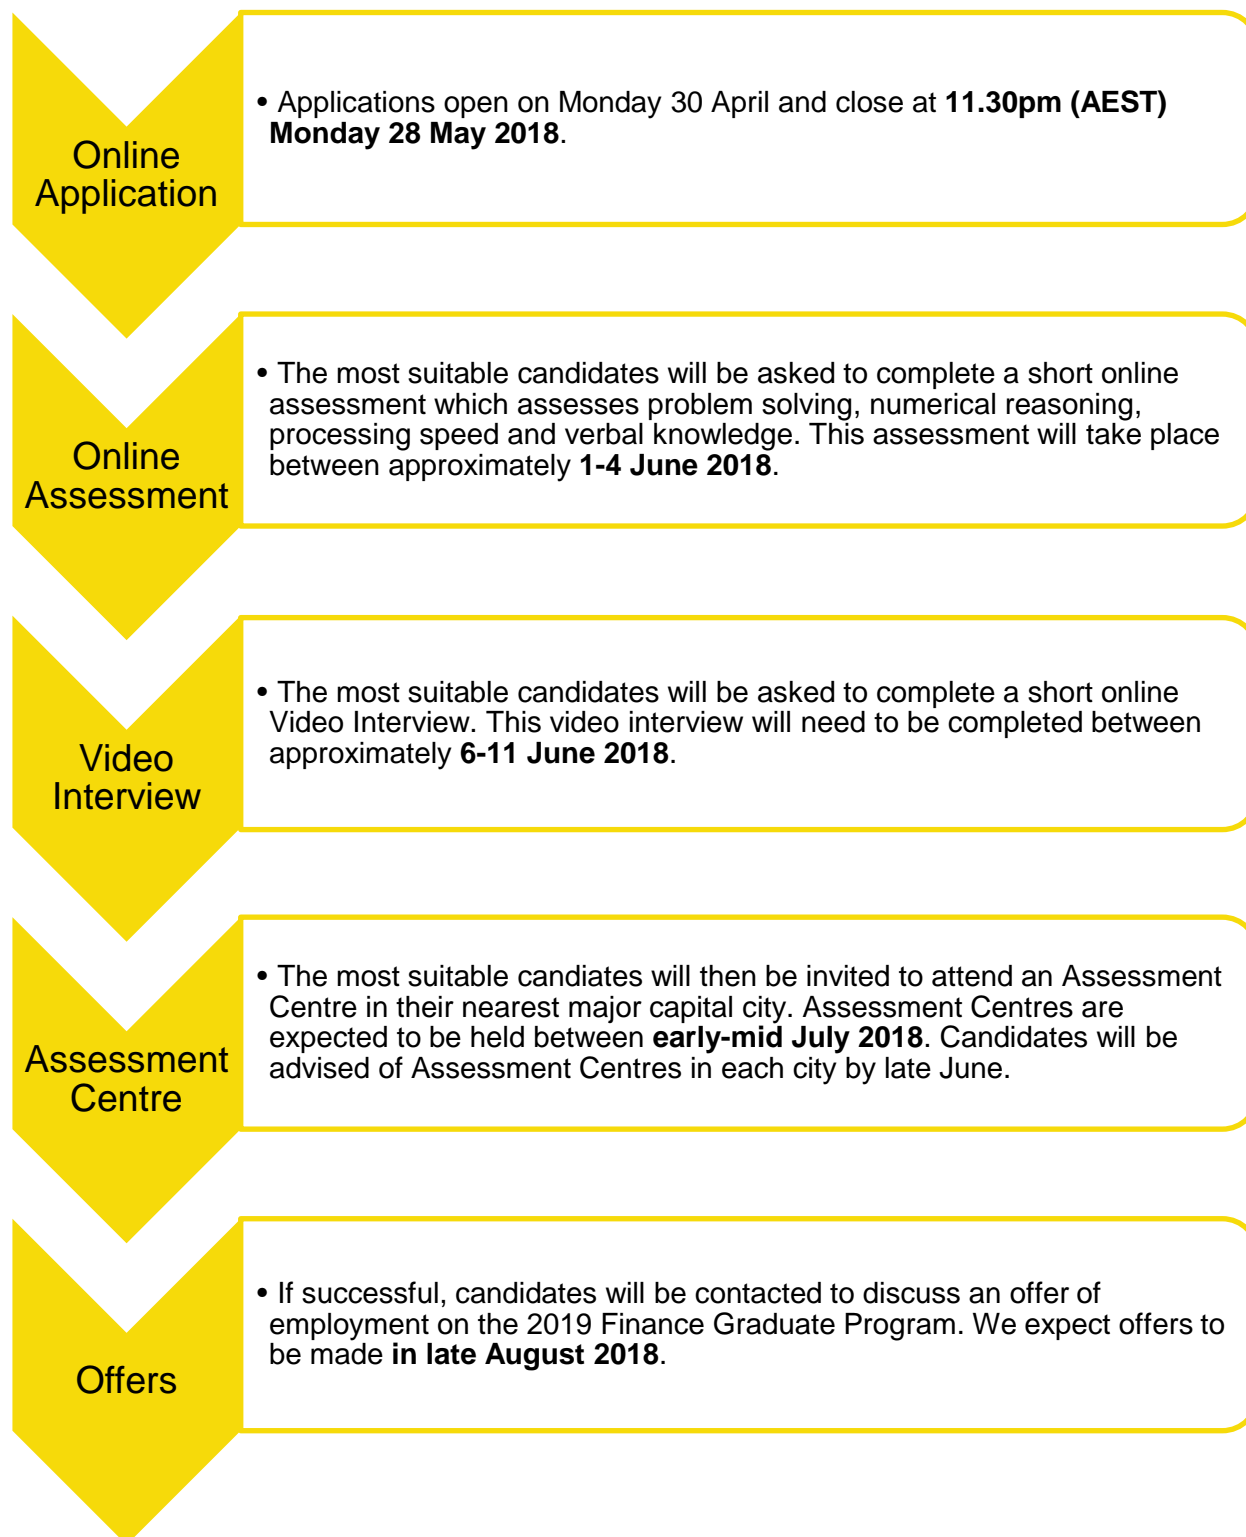 Online
Application
• Applications open on Monday 30 April and close at 11.30pm (AEST)
Monday 28 May 2018.
Online
Assessment
• The most suitable candidates will be asked to complete a short online
assessment which assesses problem solving, numerical reasoning,
processing speed and verbal knowledge. This assessment will take place
between approximately 1-4 June 2018.
Video
Interview
• The most suitable candidates will be asked to complete a short online
Video Interview. This video interview will need to be completed between
approximately 6-11 June 2018.
Assessment
Centre
• The most suitable candiates will then be invited to attend an Assessment
Centre in their nearest major capital city. Assessment Centres are
expected to be held between early-mid July 2018. Candidates will be
advised of Assessment Centres in each city by late June.
Offers
• If successful, candidates will be contacted to discuss an offer of
employment on the 2019 Finance Graduate Program. We expect offers to
be made in late August 2018.